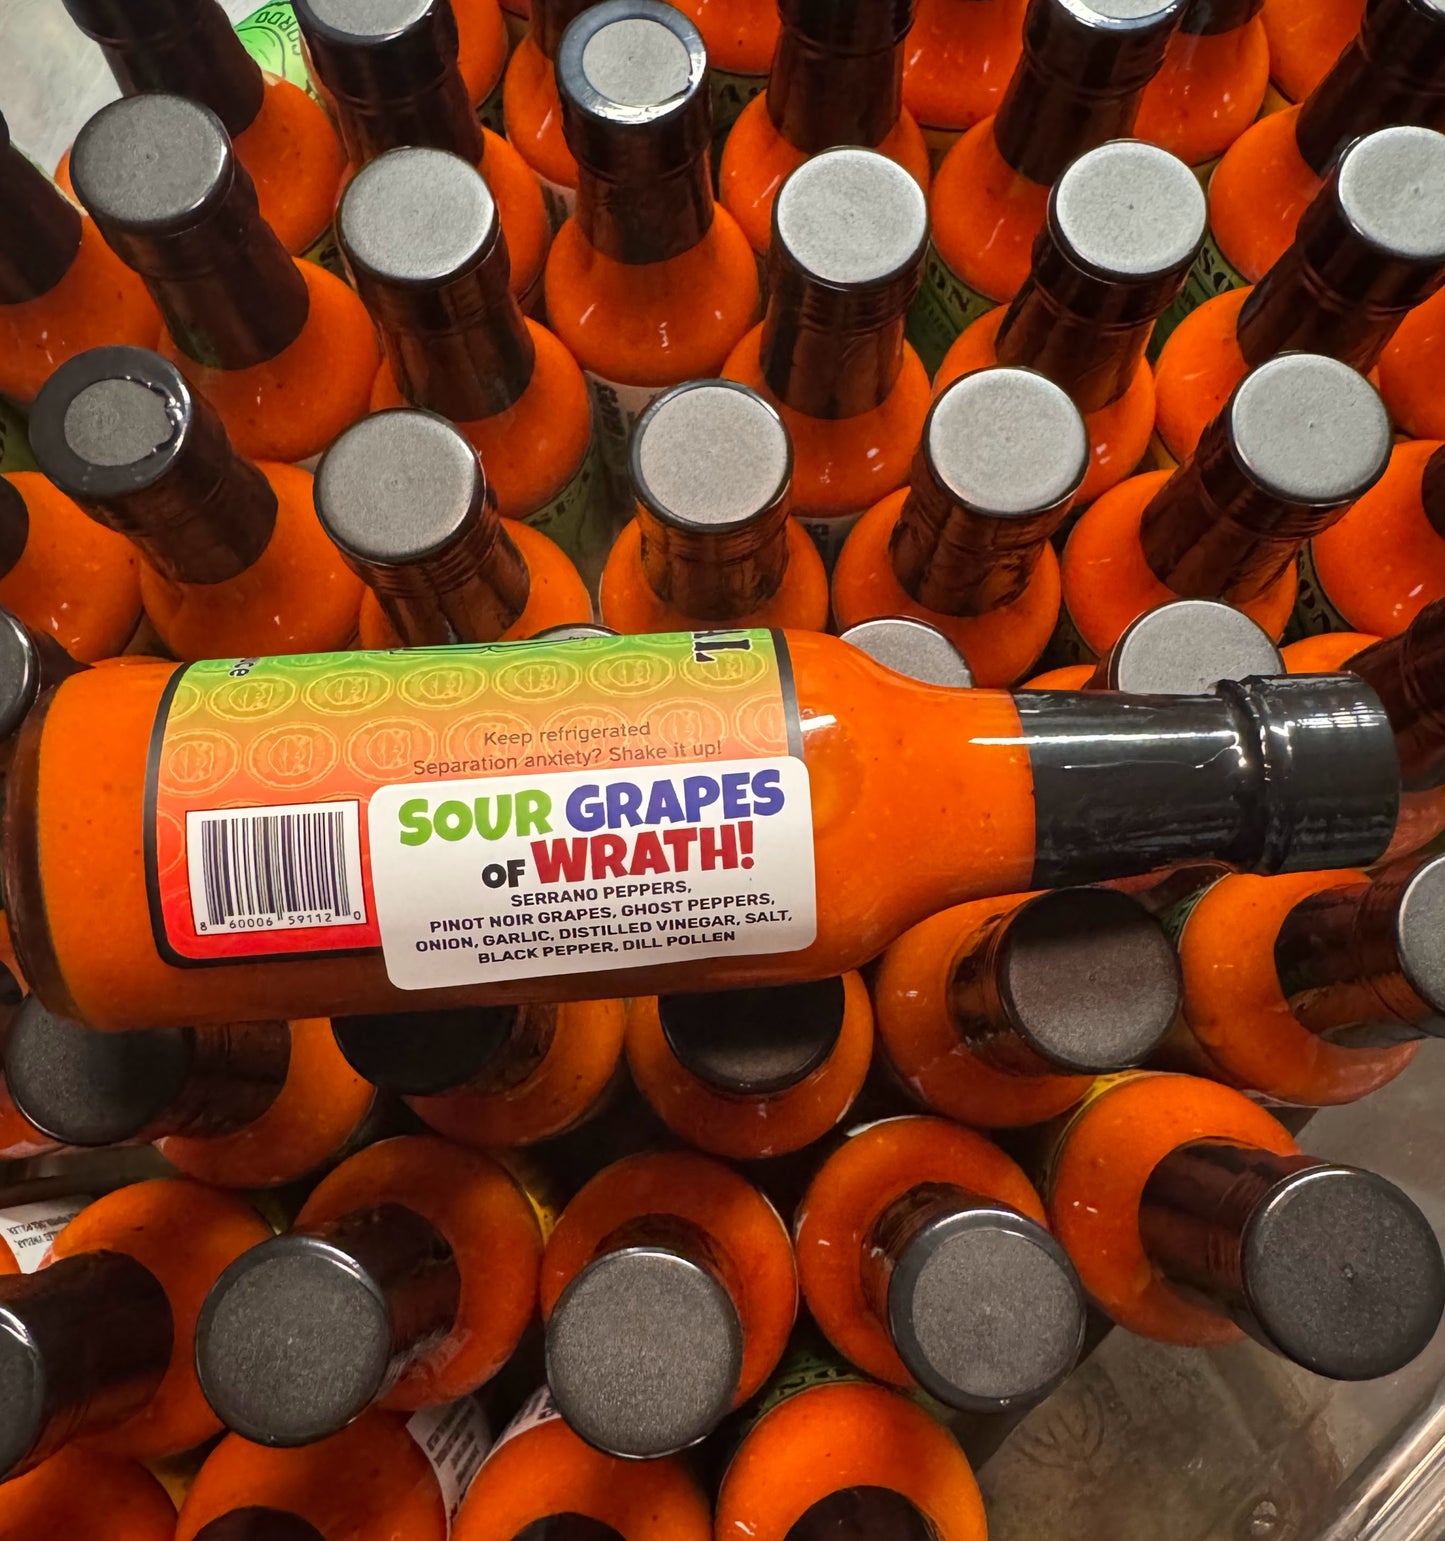 Keep refrigerated
Separation anxiety? Shake it up!
SOUR GRAPES
OF WRATH!
SERRANO PEPPERS,
PINOT NOIR GRAPES, GHOST PEPPERS,
ONION, GARLIC, DISTILLED VINEGAR, SALT,
BLACK PEPPER, DILL POLLEN
8 60006 59112 0